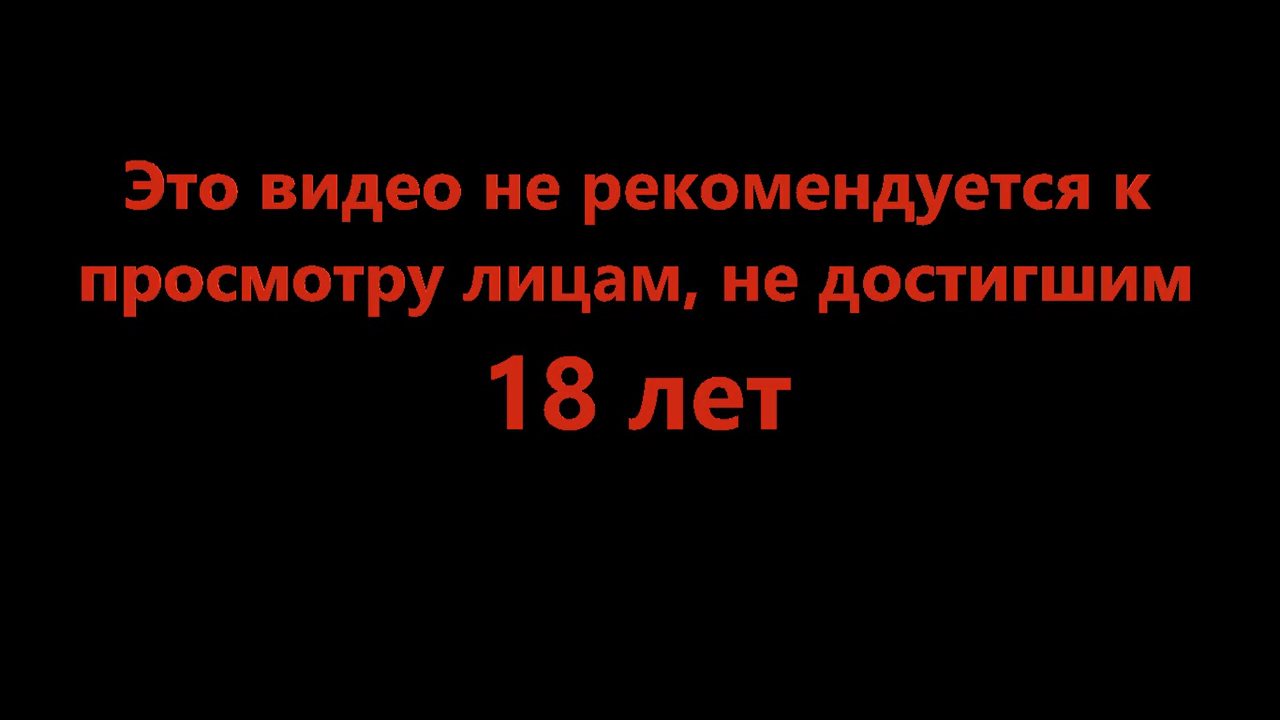 Это видео не рекомендуется к
просмотру лицам, не достигшим
18 лет